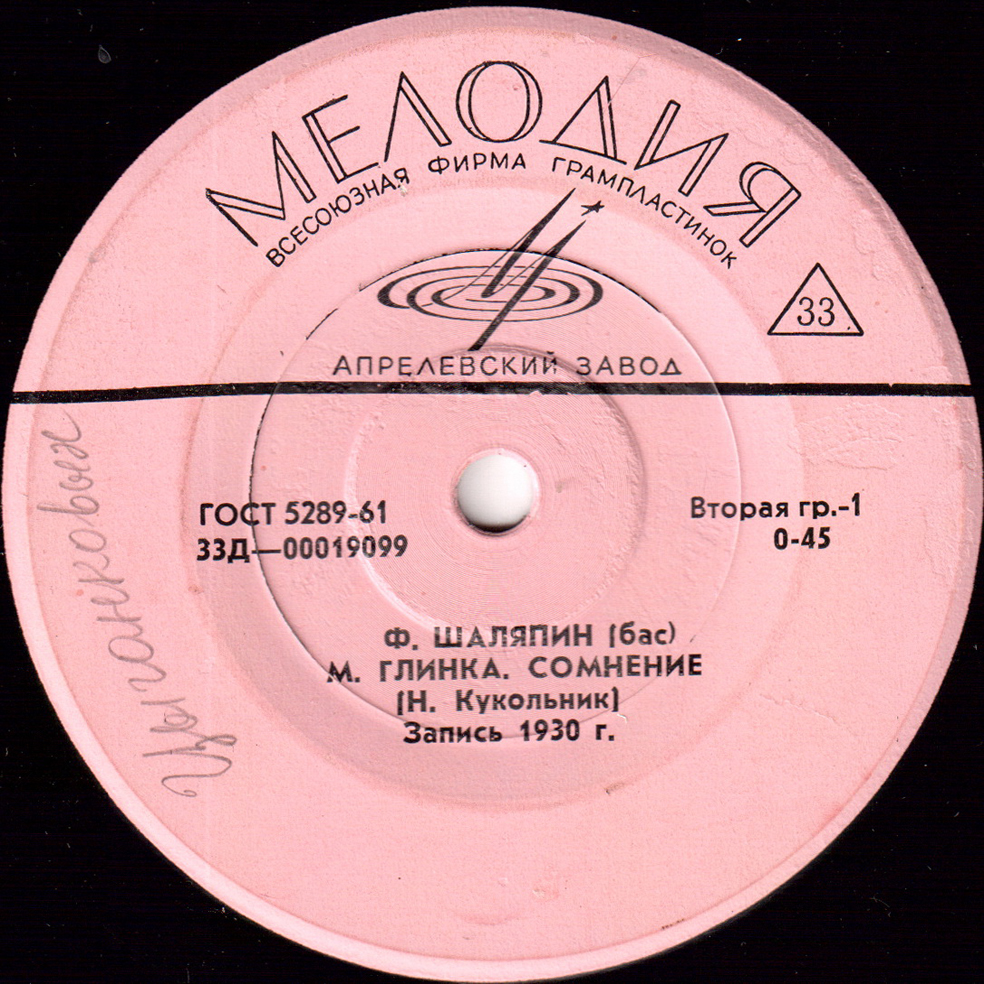 МЕЛОДИЯ
ВСЕСОЮЗНАЯ ФИРМА ГРАМПЛАСТИНОК
33
АПРЕЛЕВСКИЙ ЗАВОД
ГОСТ 5289-61
33Д—00019099
Вторая гр.-1
0-45
Ф. ШАЛЯПИН (бас)
М. ГЛИНКА. СОМНЕНИЕ
(Н. Кукольник)
Запись 1930 г.
Цыганковых